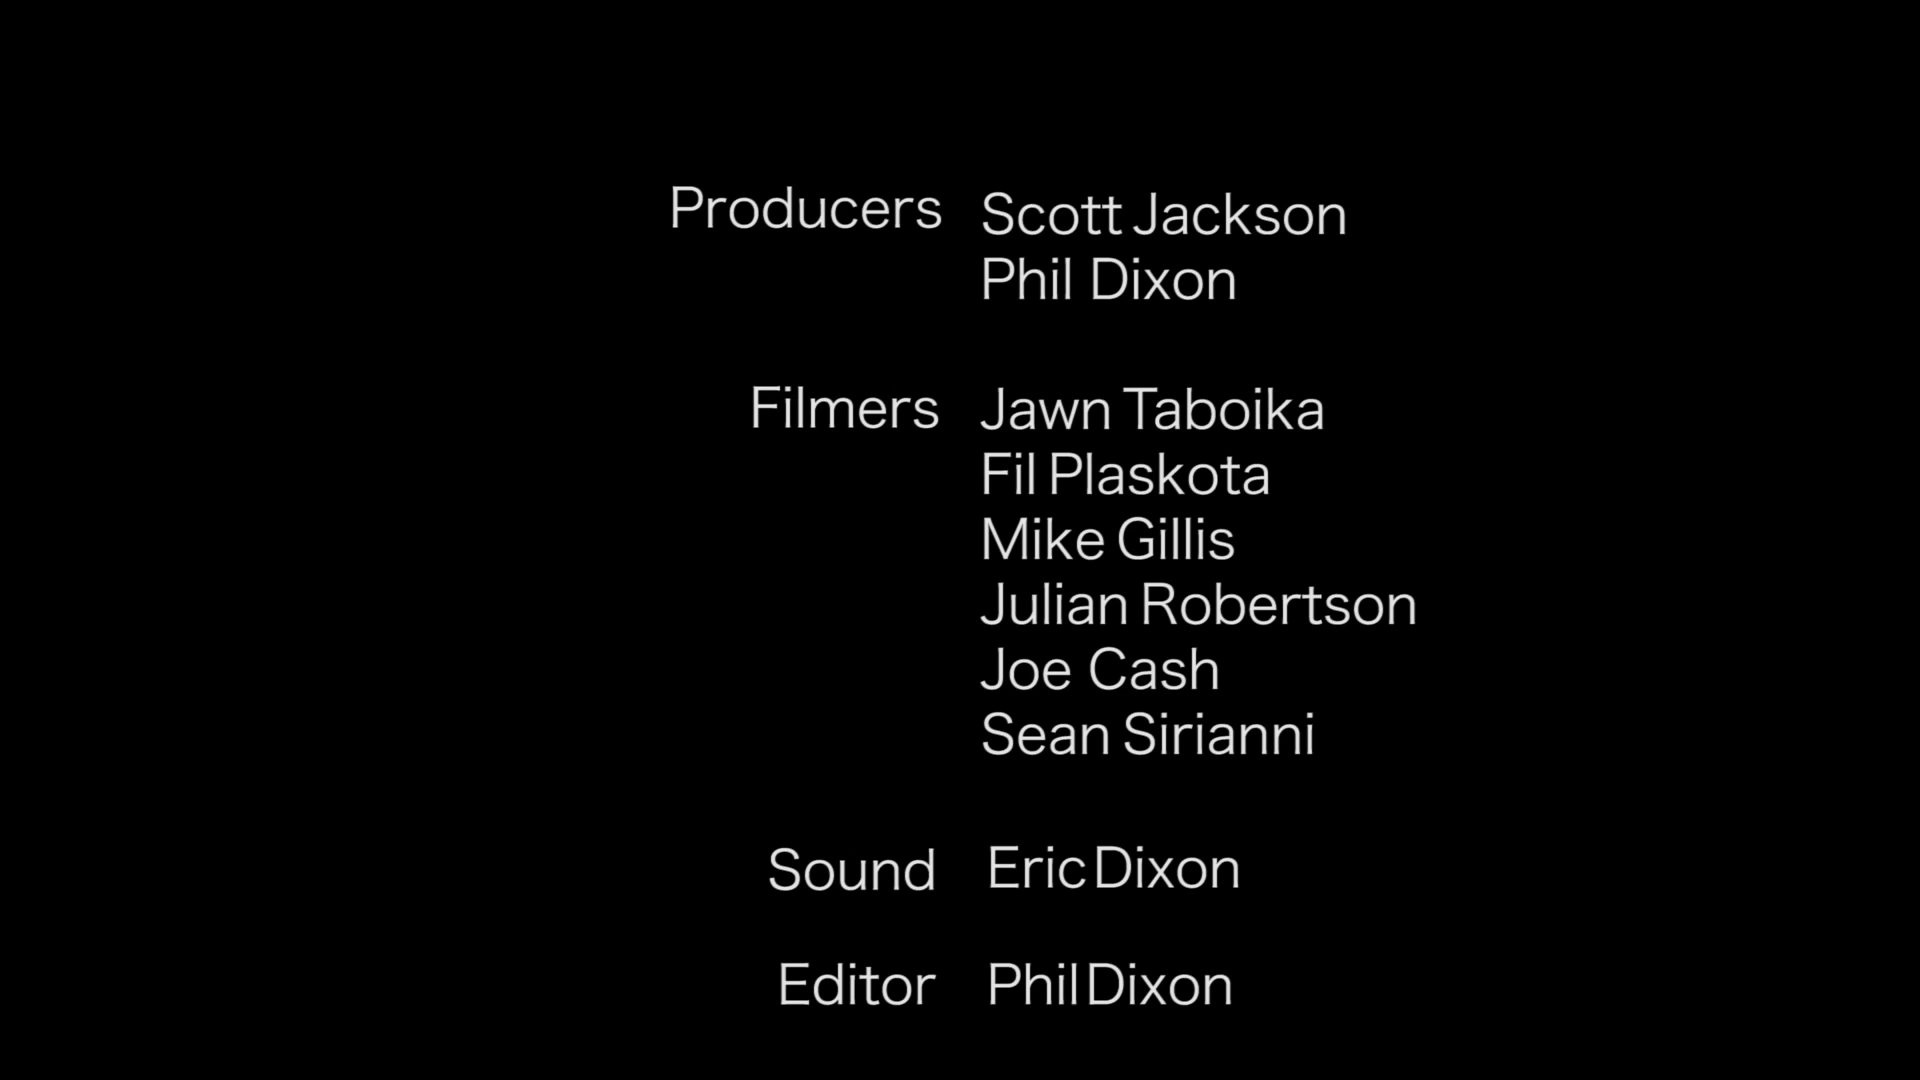 Producers Scott Jackson
Phil Dixon
Filmers Jawn Taboika
Fil Plaskota
Mike Gillis
Julian Robertson
Joe Cash
Sean Sirianni
Sound Eric Dixon
Editor Phil Dixon